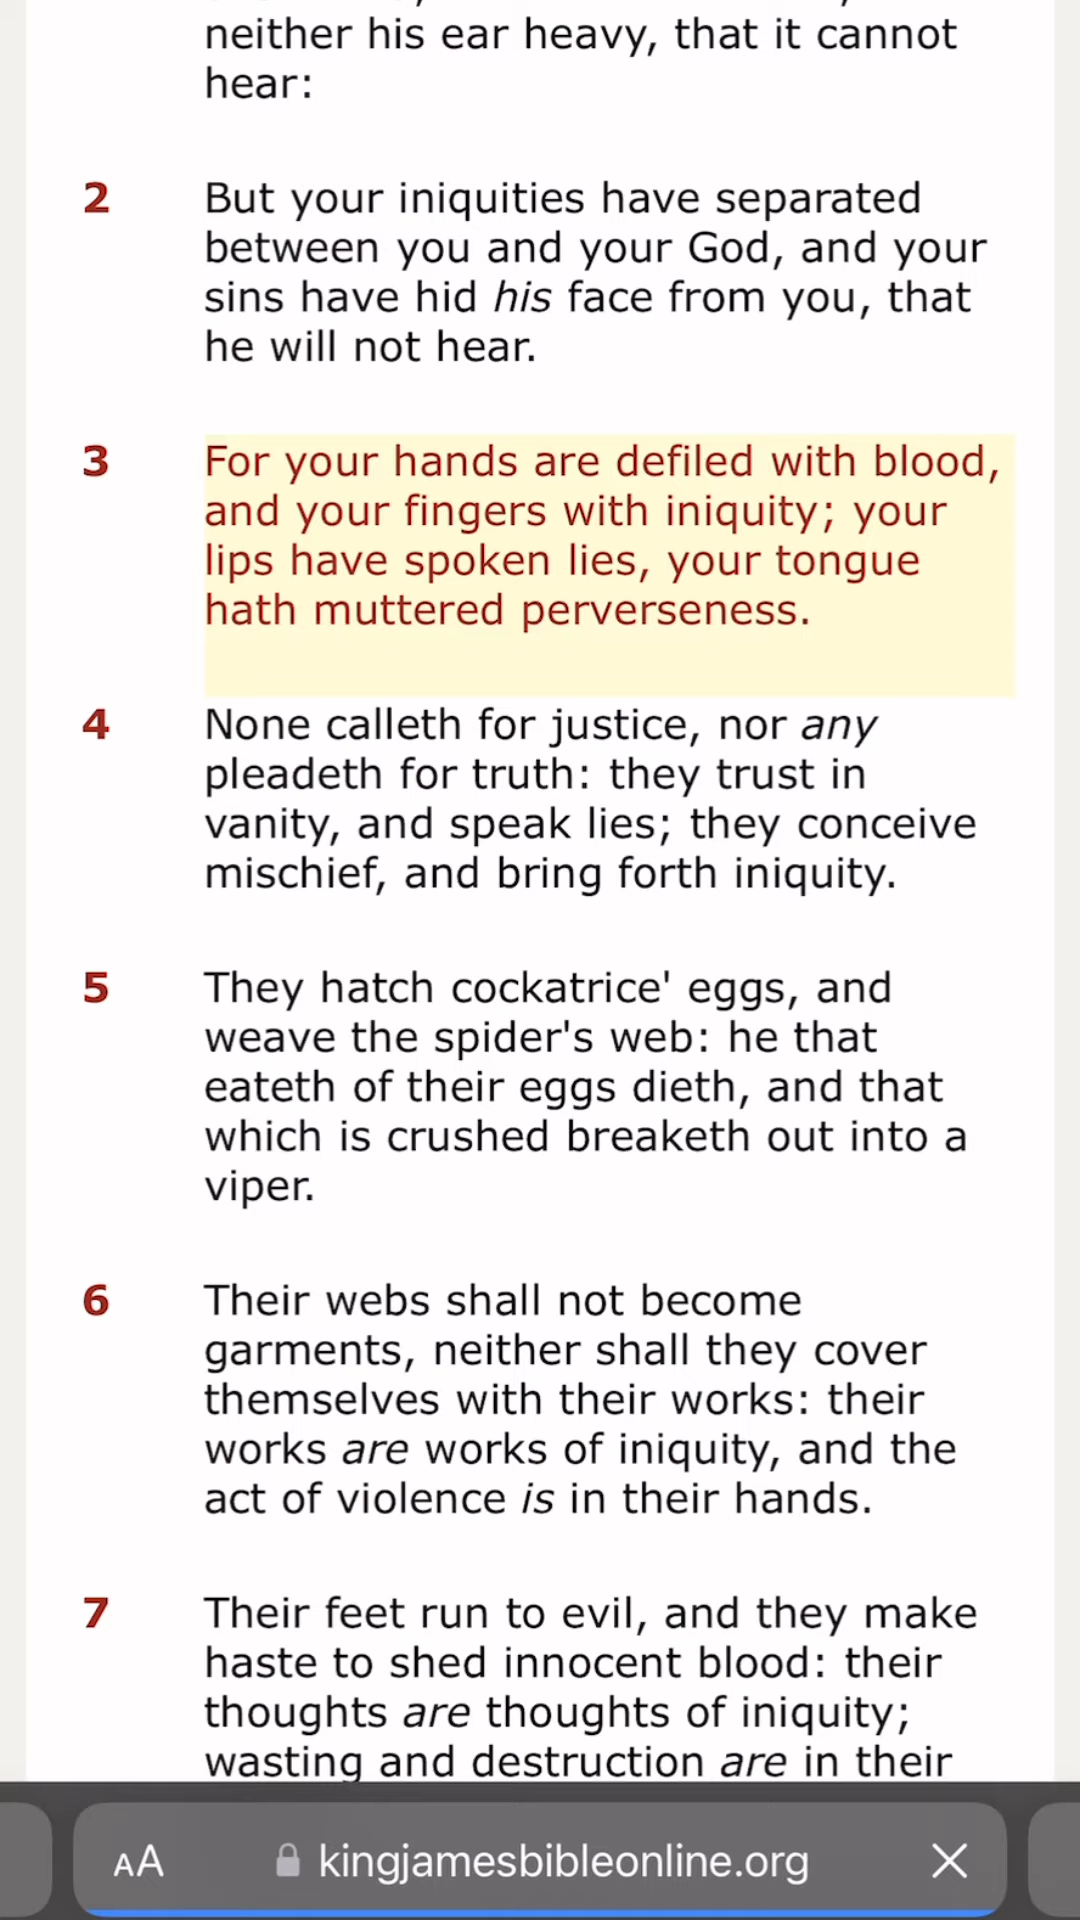 neither his ear heavy, that it cannot
hear:
2 But your iniquities have separated
between you and your God, and your
sins have hid his face from you, that
he will not hear.
3 For your hands are defiled with blood,
and your fingers with iniquity; your
lips have spoken lies, your tongue
hath muttered perverseness.
4 None calleth for justice, nor any
pleadeth for truth: they trust in
vanity, and speak lies; they conceive
mischief, and bring forth iniquity.
5 They hatch cockatrice' eggs, and
weave the spider's web: he that
eateth of their eggs dieth, and that
which is crushed breaketh out into a
viper.
6 Their webs shall not become
garments, neither shall they cover
themselves with their works: their
works are works of iniquity, and the
act of violence is in their hands.
7 Their feet run to evil, and they make
haste to shed innocent blood: their
thoughts are thoughts of iniquity;
wasting and destruction are in their
AA kingjamesbibleonline.org